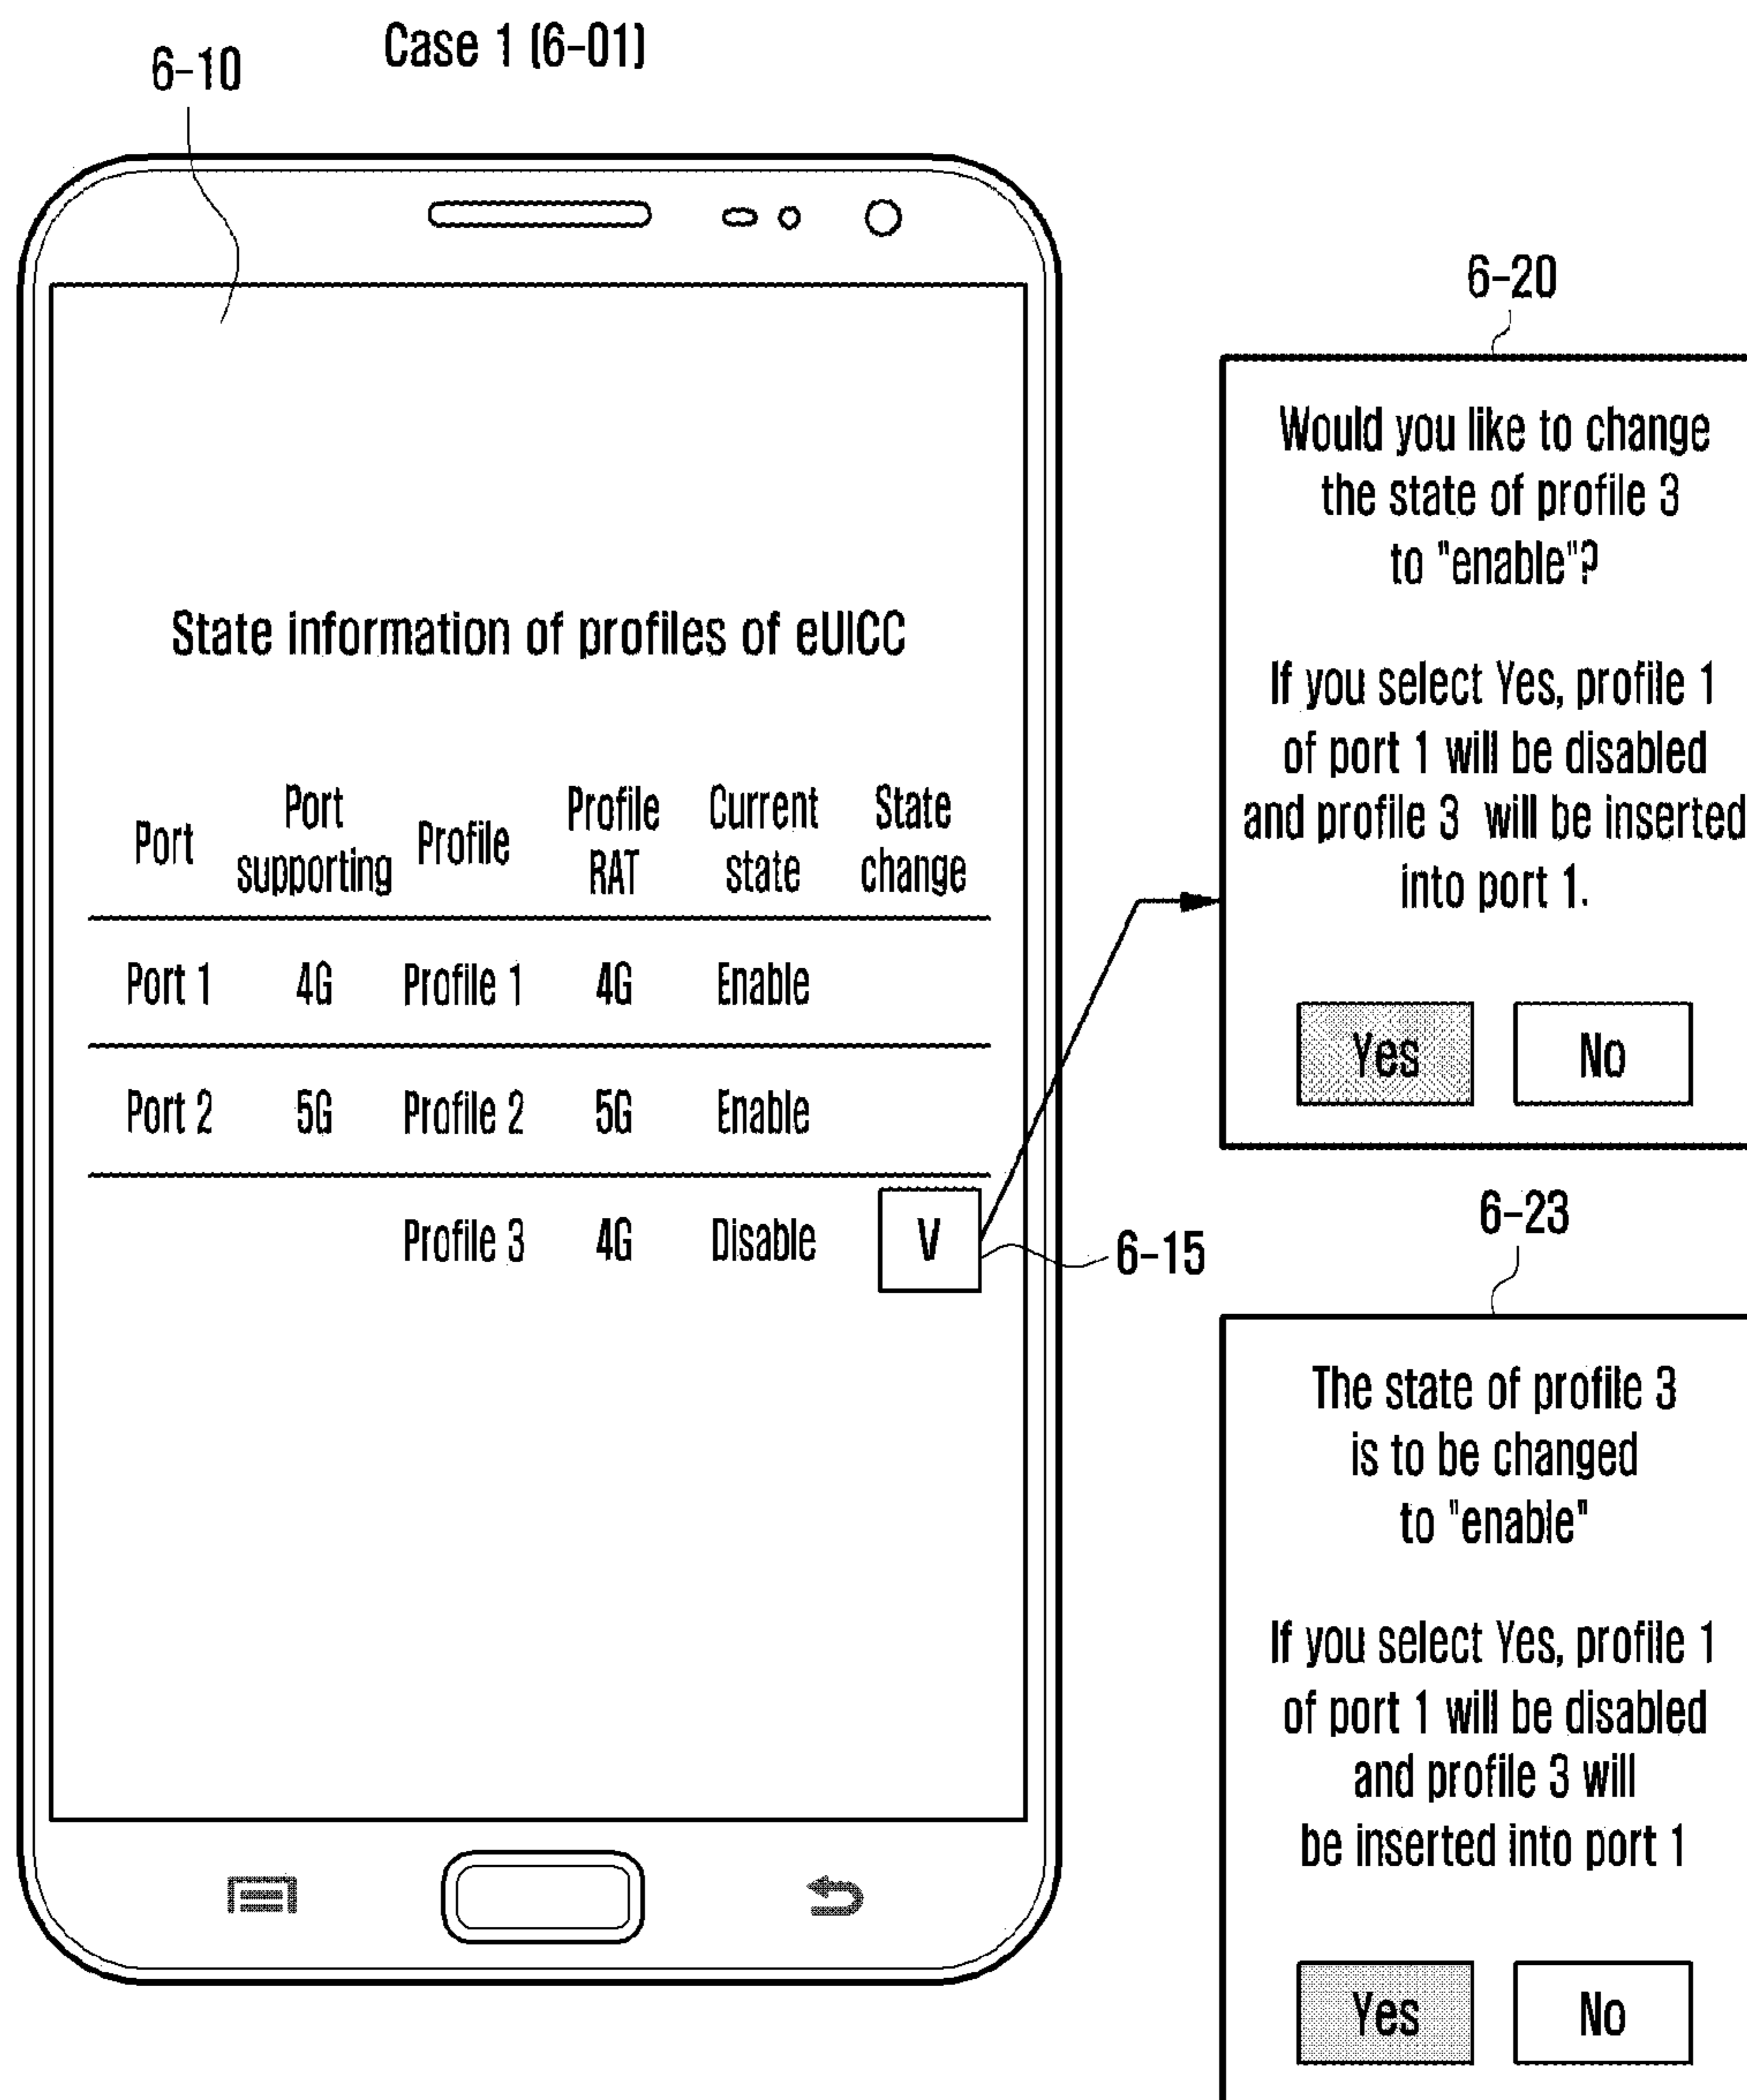 Case 1 (6-01)
6-10
State information of profiles of eUICC
Port Port supporting Profile Profile RAT Current state State change
Port 1 4G Profile 1 4G Enable
Port 2 5G Profile 2 5G Enable
Profile 3 4G Disable V
6-15
6-20
Would you like to change
the state of profile 3
to "enable"?
If you select Yes, profile 1
of port 1 will be disabled
and profile 3 will be inserted
into port 1.
Yes No
6-23
The state of profile 3
is to be changed
to "enable"
If you select Yes, profile 1
of port 1 will be disabled
and profile 3 will
be inserted into port 1
Yes No